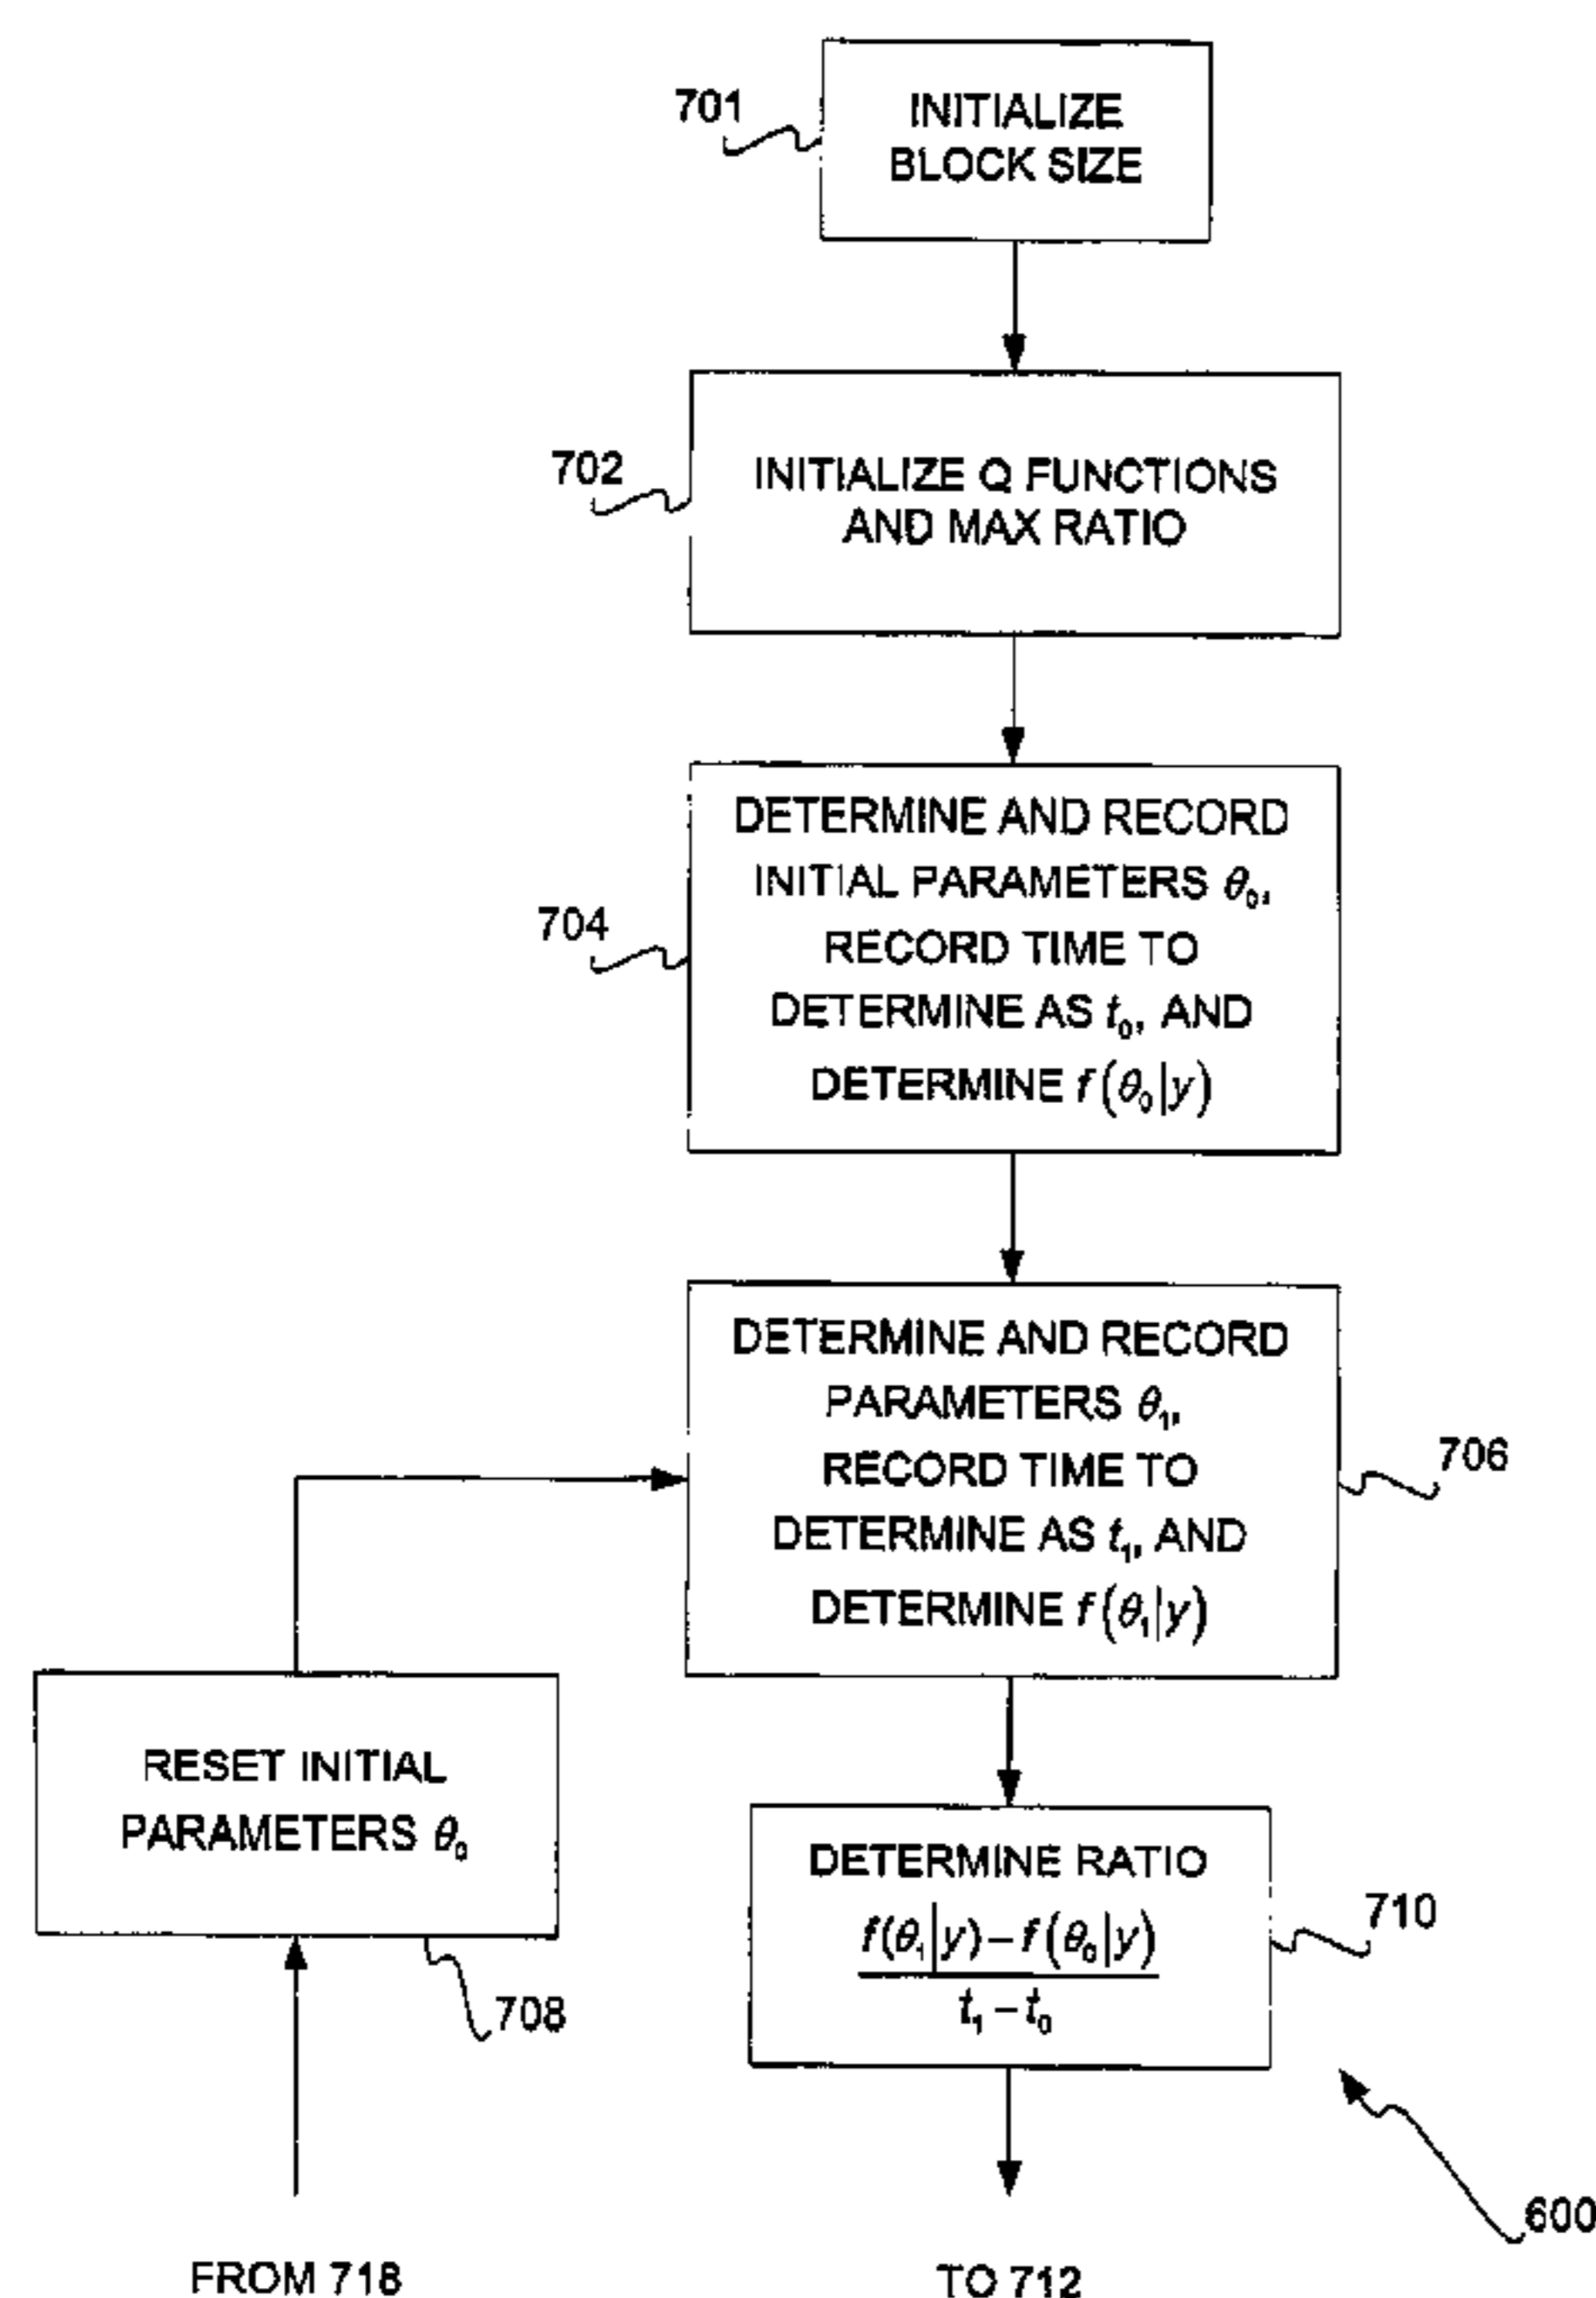 701
INITIALIZE
BLOCK SIZE
702
INITIALIZE Q FUNCTIONS
AND MAX RATIO
704
DETERMINE AND RECORD
INITIAL PARAMETERS θ₀,
RECORD TIME TO
DETERMINE AS t₀, AND
DETERMINE f(θ₀|y)
706
DETERMINE AND RECORD
PARAMETERS θ₁,
RECORD TIME TO
DETERMINE AS t₁, AND
DETERMINE f(θ₁|y)
RESET INITIAL
PARAMETERS θ₀
708
DETERMINE RATIO
f(θ₁|y) – f(θ₀|y)
t₁ – t₀
710
600
FROM 718
TO 712